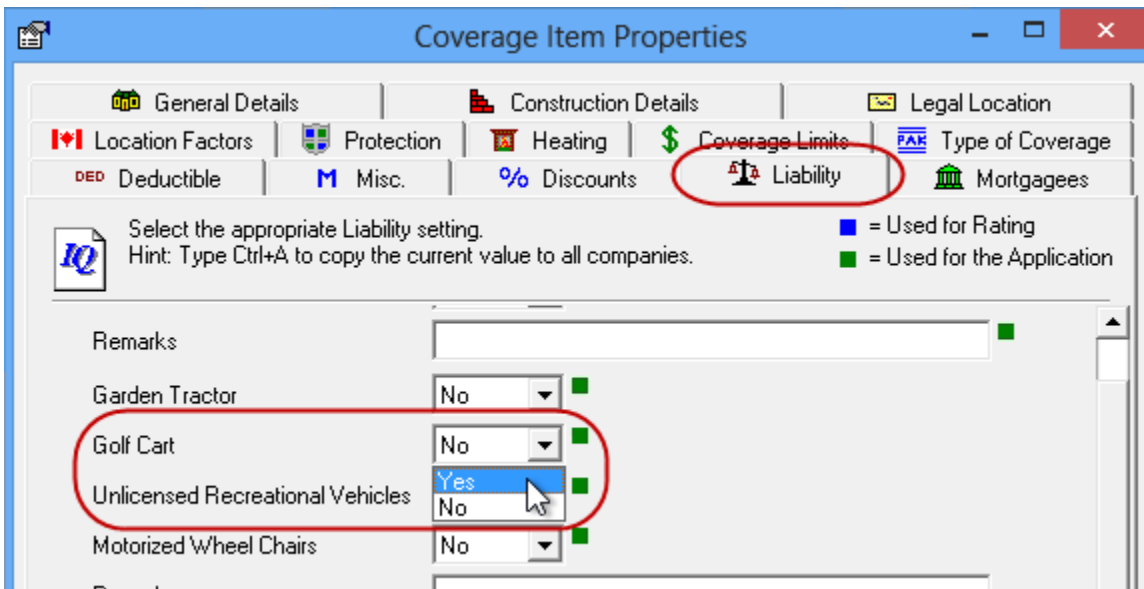 Coverage Item Properties
General Details Construction Details Legal Location
Location Factors Protection Heating $ Coverage Limits PAK Type of Coverage
DED Deductible M Misc. % Discounts Liability Mortgagees
IQ
Select the appropriate Liability setting.
Hint: Type Ctrl+A to copy the current value to all companies.
= Used for Rating
= Used for the Application
Remarks
Garden Tractor No
Golf Cart No
Yes
Unlicensed Recreational Vehicles
No
Motorized Wheel Chairs No